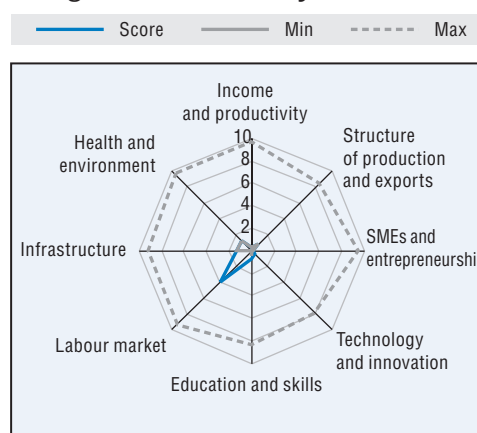 Score Min Max
Income
and productivity
Health and
environment
Structure
of production
and exports
10
8
6
4
2
Infrastructure
SMEs and
entrepreneurshi
Labour market
Technology
and innovation
Education and skills